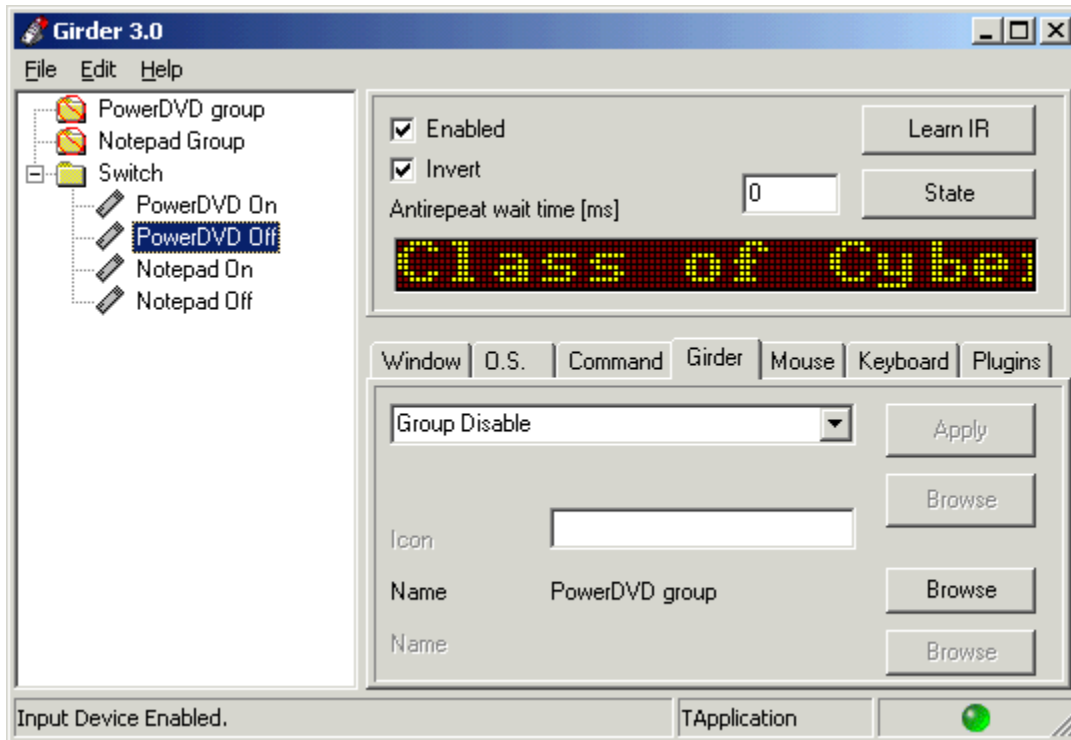 Girder 3.0
File Edit Help
PowerDVD group
Notepad Group
Switch
PowerDVD On
PowerDVD Off
Notepad On
Notepad Off
Enabled
Learn IR
Invert
State
Antirepeat wait time [ms]
0
Class of Cybe
Window O.S. Command Girder Mouse Keyboard Plugins
Group Disable
Apply
Browse
Icon
Name PowerDVD group Browse
Name Browse
Input Device Enabled. TApplication